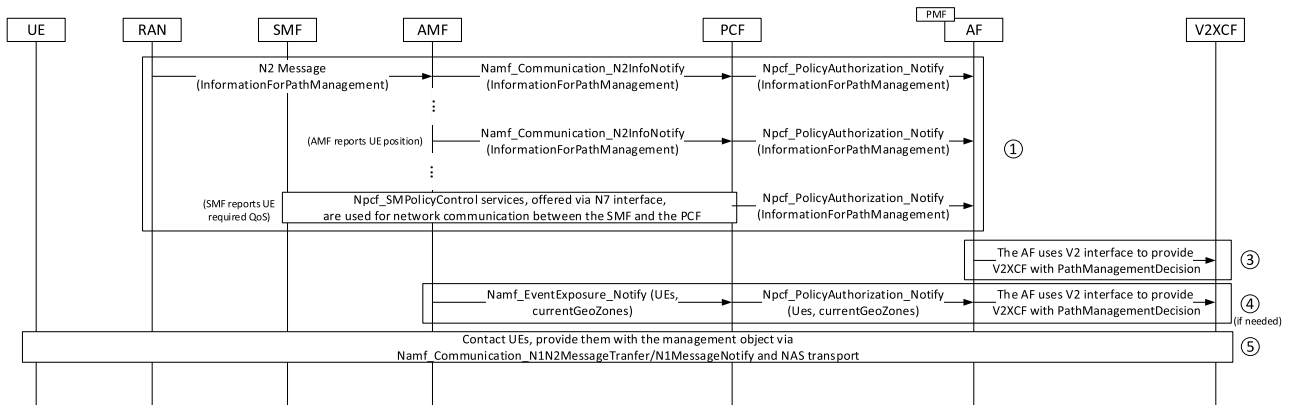 PMF
UE
RAN
SMF
AMF
PCF
AF
V2XCF
N2 Message
(InformationForPathManagement)
Namf_Communication_N2InfoNotify
(InformationForPathManagement)
Npcf_PolicyAuthorization_Notify
(InformationForPathManagement)
(AMF reports UE position)
Namf_Communication_N2InfoNotify
(InformationForPathManagement)
Npcf_PolicyAuthorization_Notify
(InformationForPathManagement)
①
(SMF reports UE
required QoS)
Npcf_SMPolicyControl services, offered via N7 interface,
are used for network communication between the SMF and the PCF
Npcf_PolicyAuthorization_Notify
(InformationForPathManagement)
The AF uses V2 interface to provide
V2XCF with PathManagementDecision
③
Namf_EventExposure_Notify (UEs,
currentGeoZones)
Npcf_PolicyAuthorization_Notify
(Ues, currentGeoZones)
The AF uses V2 interface to provide
V2XCF with PathManagementDecision
④
(if needed)
Contact UEs, provide them with the management object via
Namf_Communication_N1N2MessageTranfer/N1MessageNotify and NAS transport
⑤